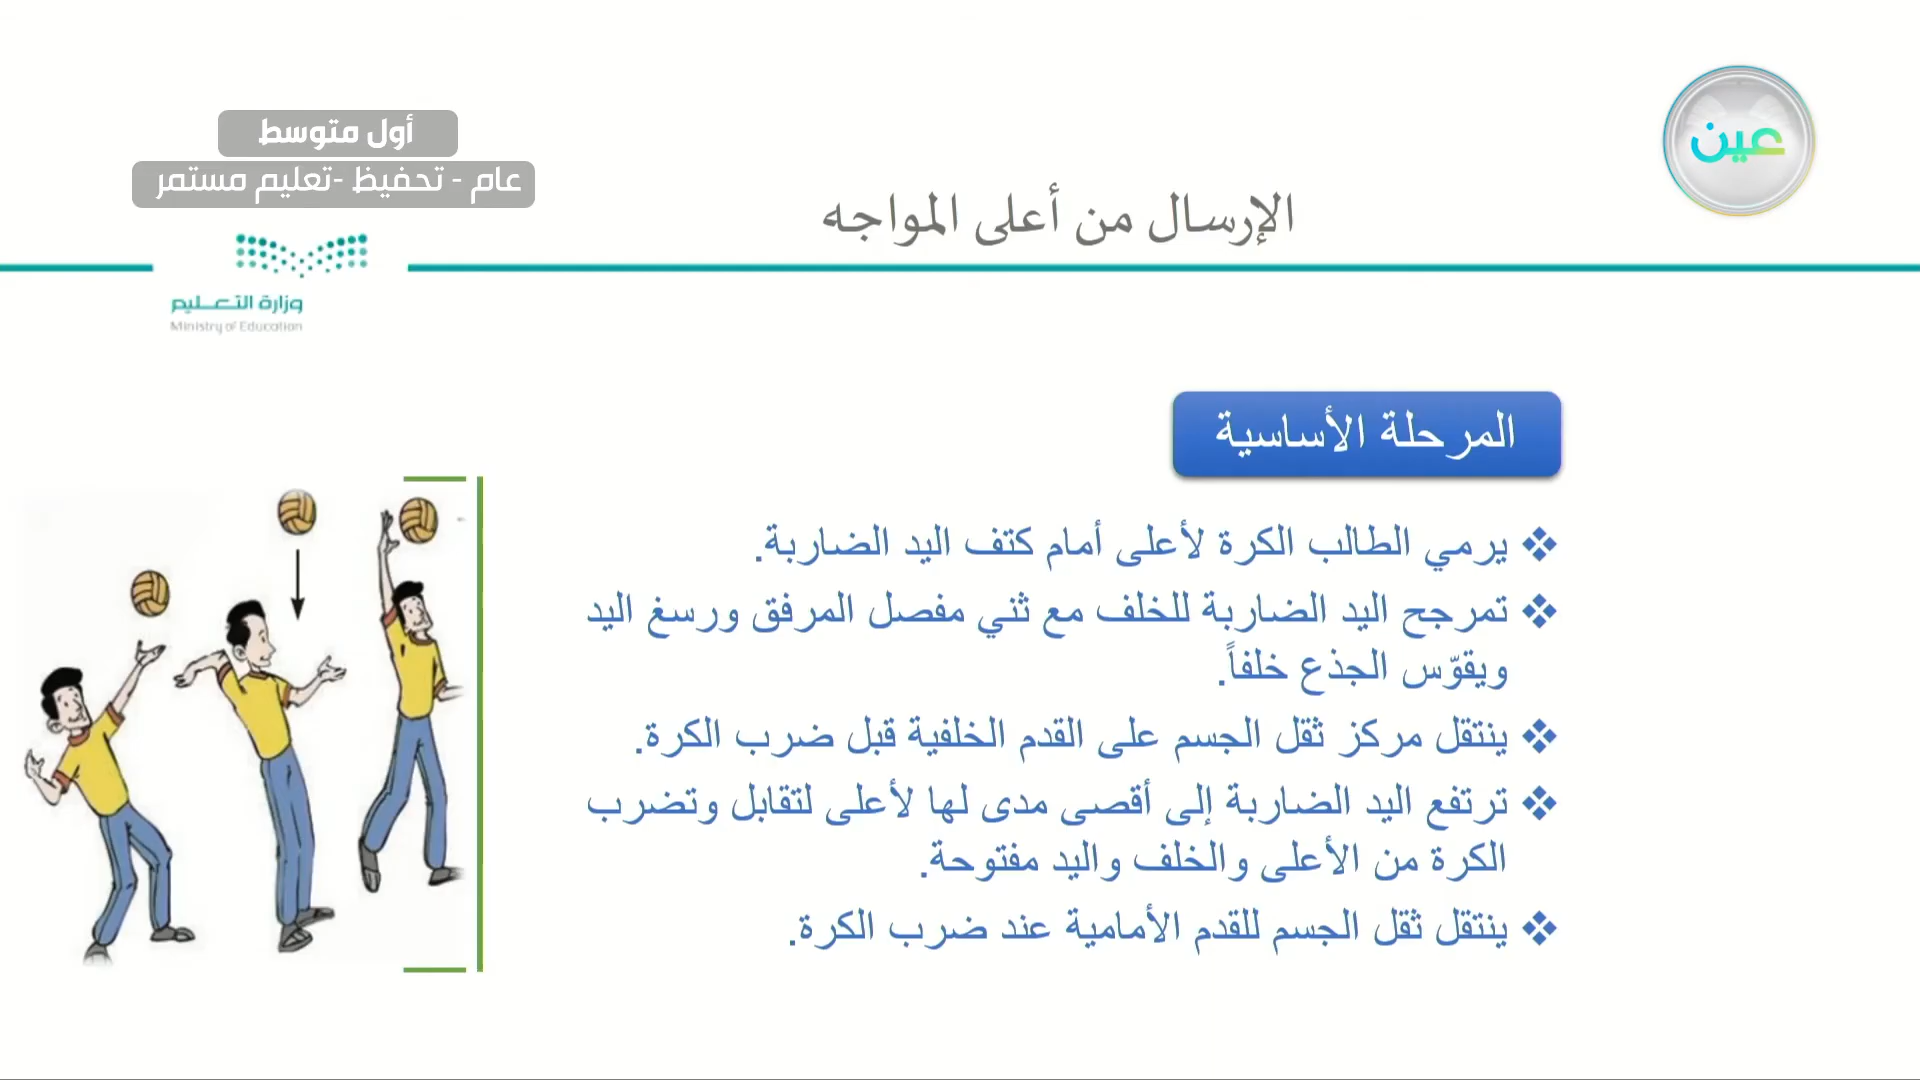 أول متوسط
عام - تحفيظ -تعليم مستمر
عين
الإرسال من أعلى المواجه
وزارة التعليم
Ministry of Education
المرحلة الأساسية
❖ يرمي الطالب الكرة لأعلى أمام كتف اليد الضاربة.
❖ تمرجح اليد الضاربة للخلف مع ثني مفصل المرفق ورسغ اليد
ويقوّس الجذع خلفاً.
❖ ينتقل مركز ثقل الجسم على القدم الخلفية قبل ضرب الكرة.
❖ ترتفع اليد الضاربة إلى أقصى مدى لها لأعلى لتقابل وتضرب
الكرة من الأعلى والخلف واليد مفتوحة.
❖ ينتقل ثقل الجسم للقدم الأمامية عند ضرب الكرة.